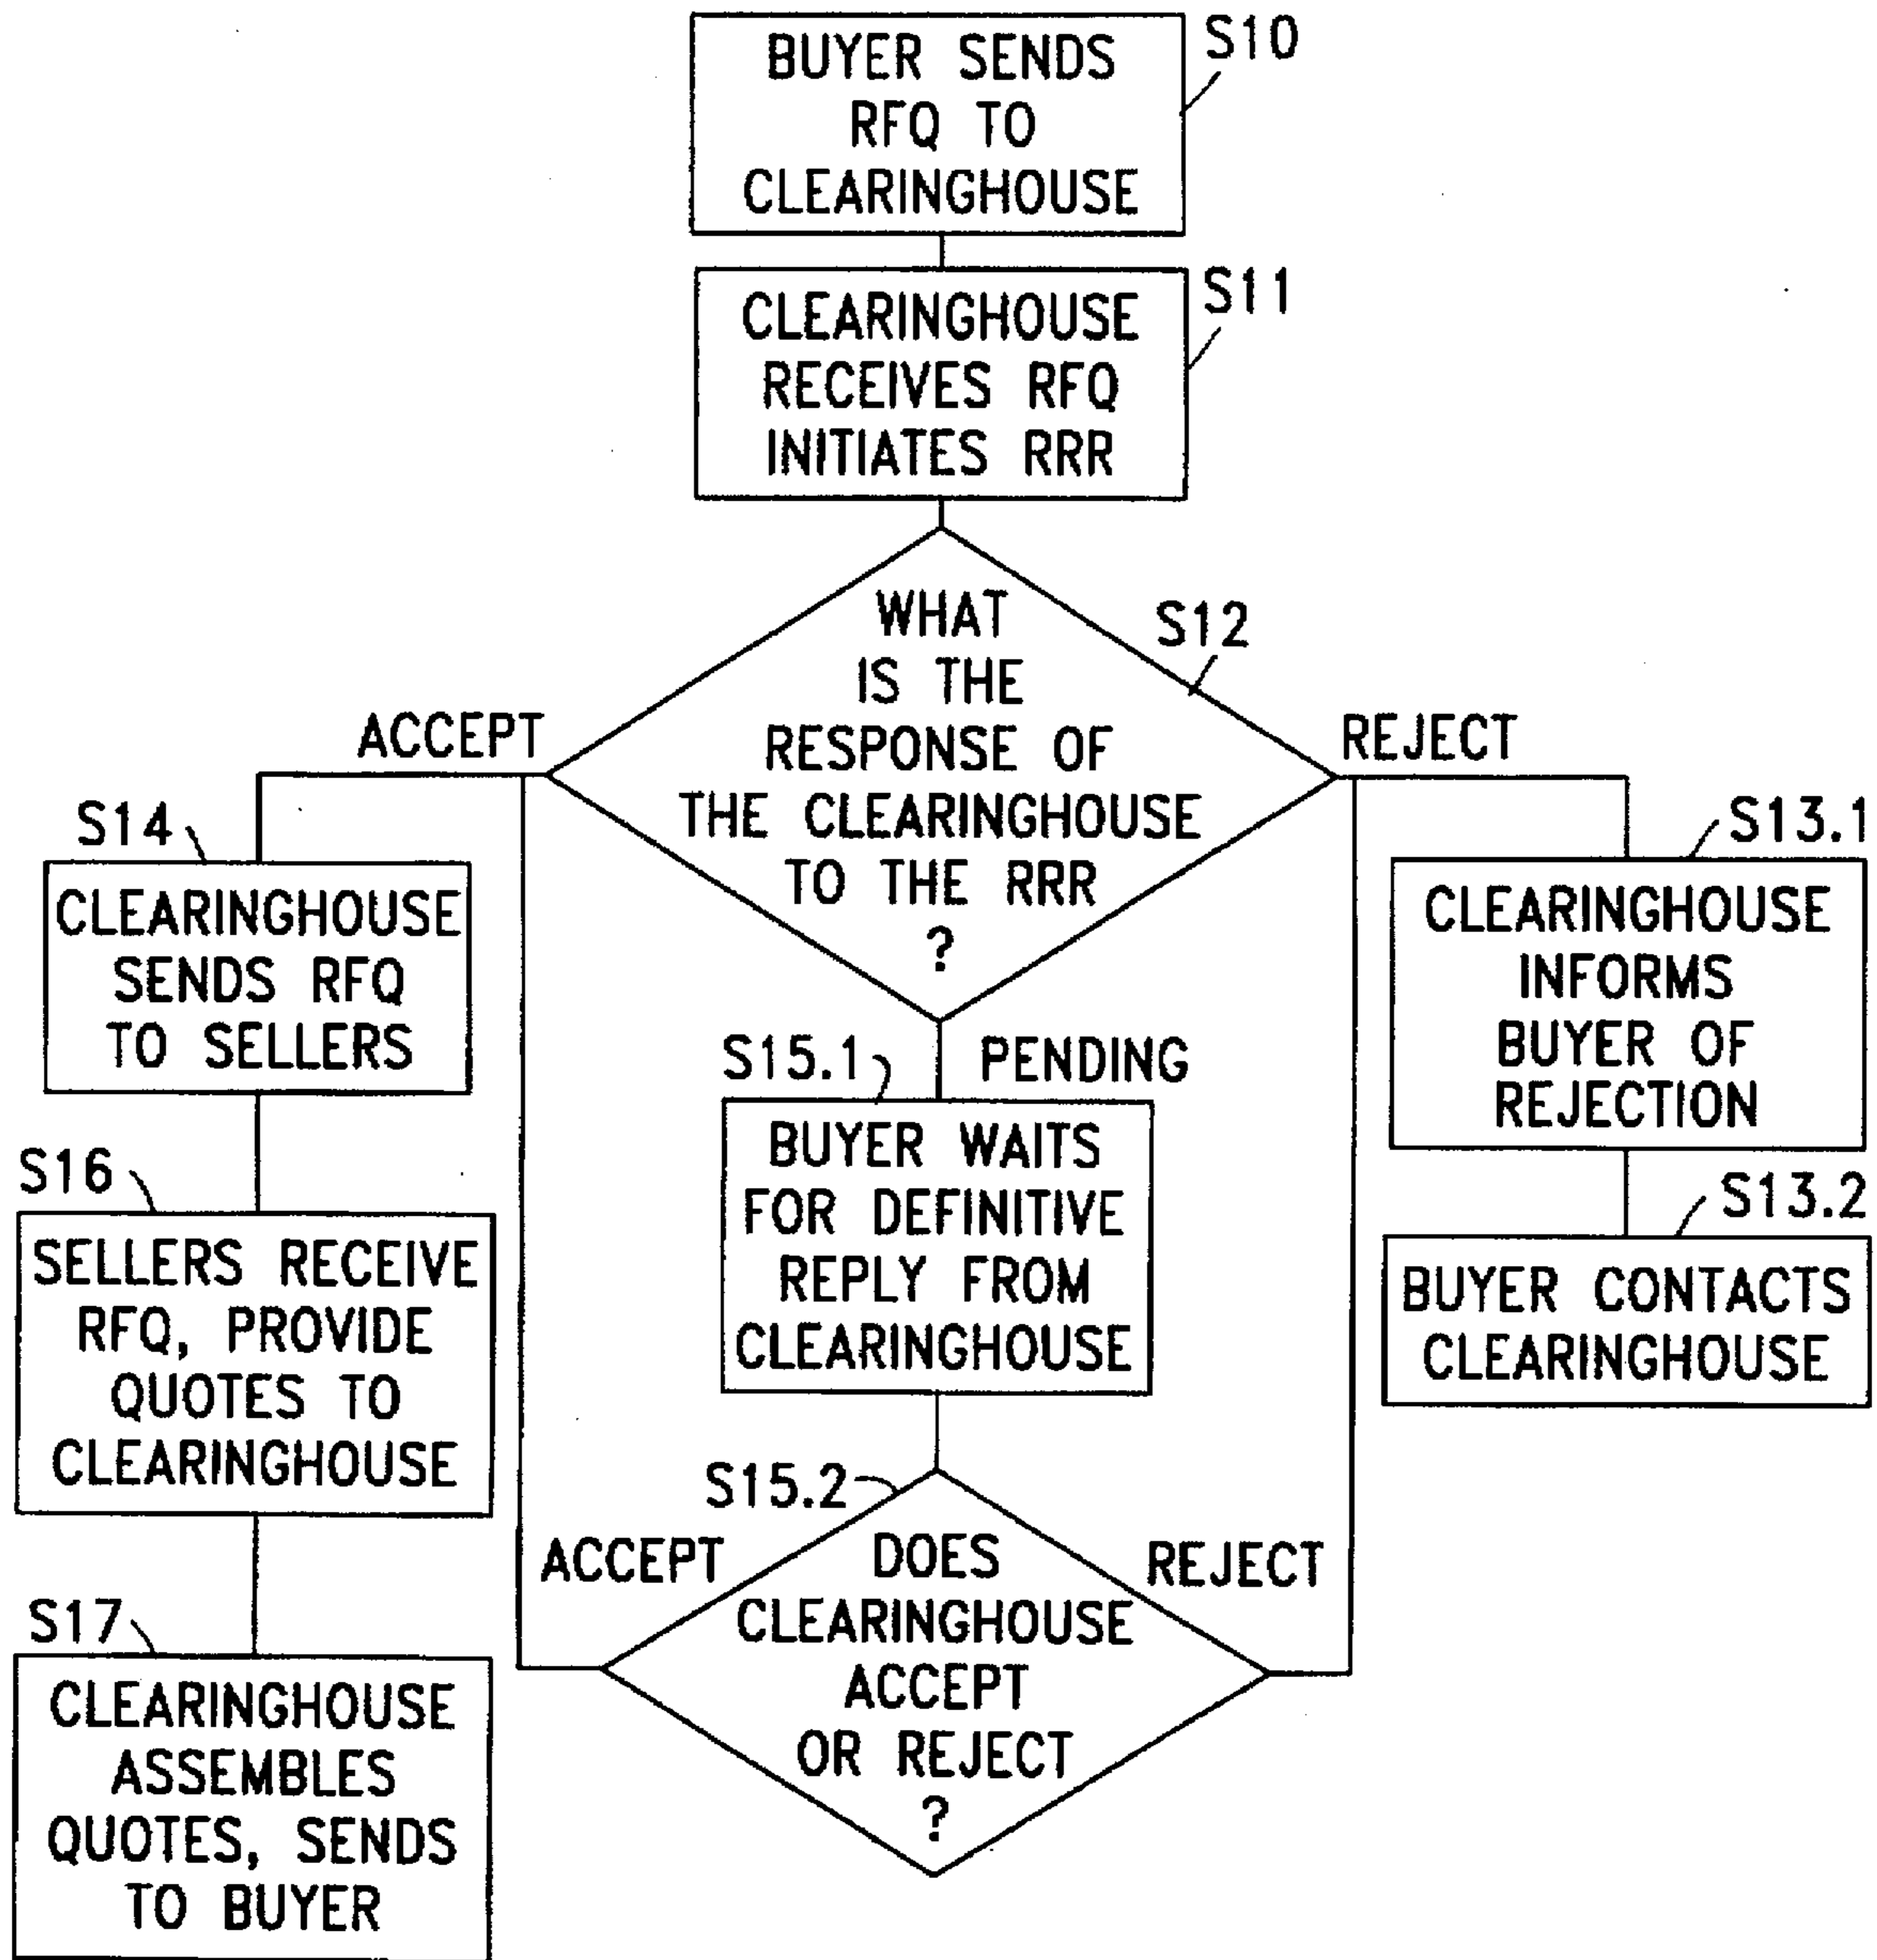 BUYER SENDS
RFQ TO
CLEARINGHOUSE
S10
CLEARINGHOUSE
RECEIVES RFQ
INITIATES RRR
S11
WHAT
IS THE
RESPONSE OF
THE CLEARINGHOUSE
TO THE RRR
?
S12
ACCEPT
REJECT
S14
CLEARINGHOUSE
SENDS RFQ
TO SELLERS
S16
SELLERS RECEIVE
RFQ, PROVIDE
QUOTES TO
CLEARINGHOUSE
S17
CLEARINGHOUSE
ASSEMBLES
QUOTES, SENDS
TO BUYER
S15.1
PENDING
BUYER WAITS
FOR DEFINITIVE
REPLY FROM
CLEARINGHOUSE
S15.2
ACCEPT
REJECT
DOES
CLEARINGHOUSE
ACCEPT
OR REJECT
?
S13.1
CLEARINGHOUSE
INFORMS
BUYER OF
REJECTION
S13.2
BUYER CONTACTS
CLEARINGHOUSE